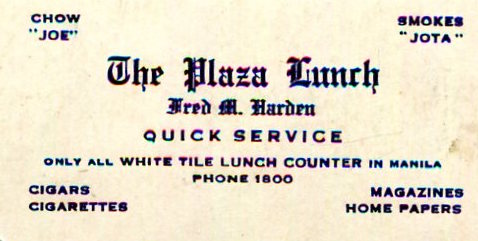 CHOW
"JOE"
SMOKES
"JOTA"
The Plaza Lunch
Fred M. Harden
QUICK SERVICE
ONLY ALL WHITE TILE LUNCH COUNTER IN MANILA
PHONE 1800
CIGARS
CIGARETTES
MAGAZINES
HOME PAPERS